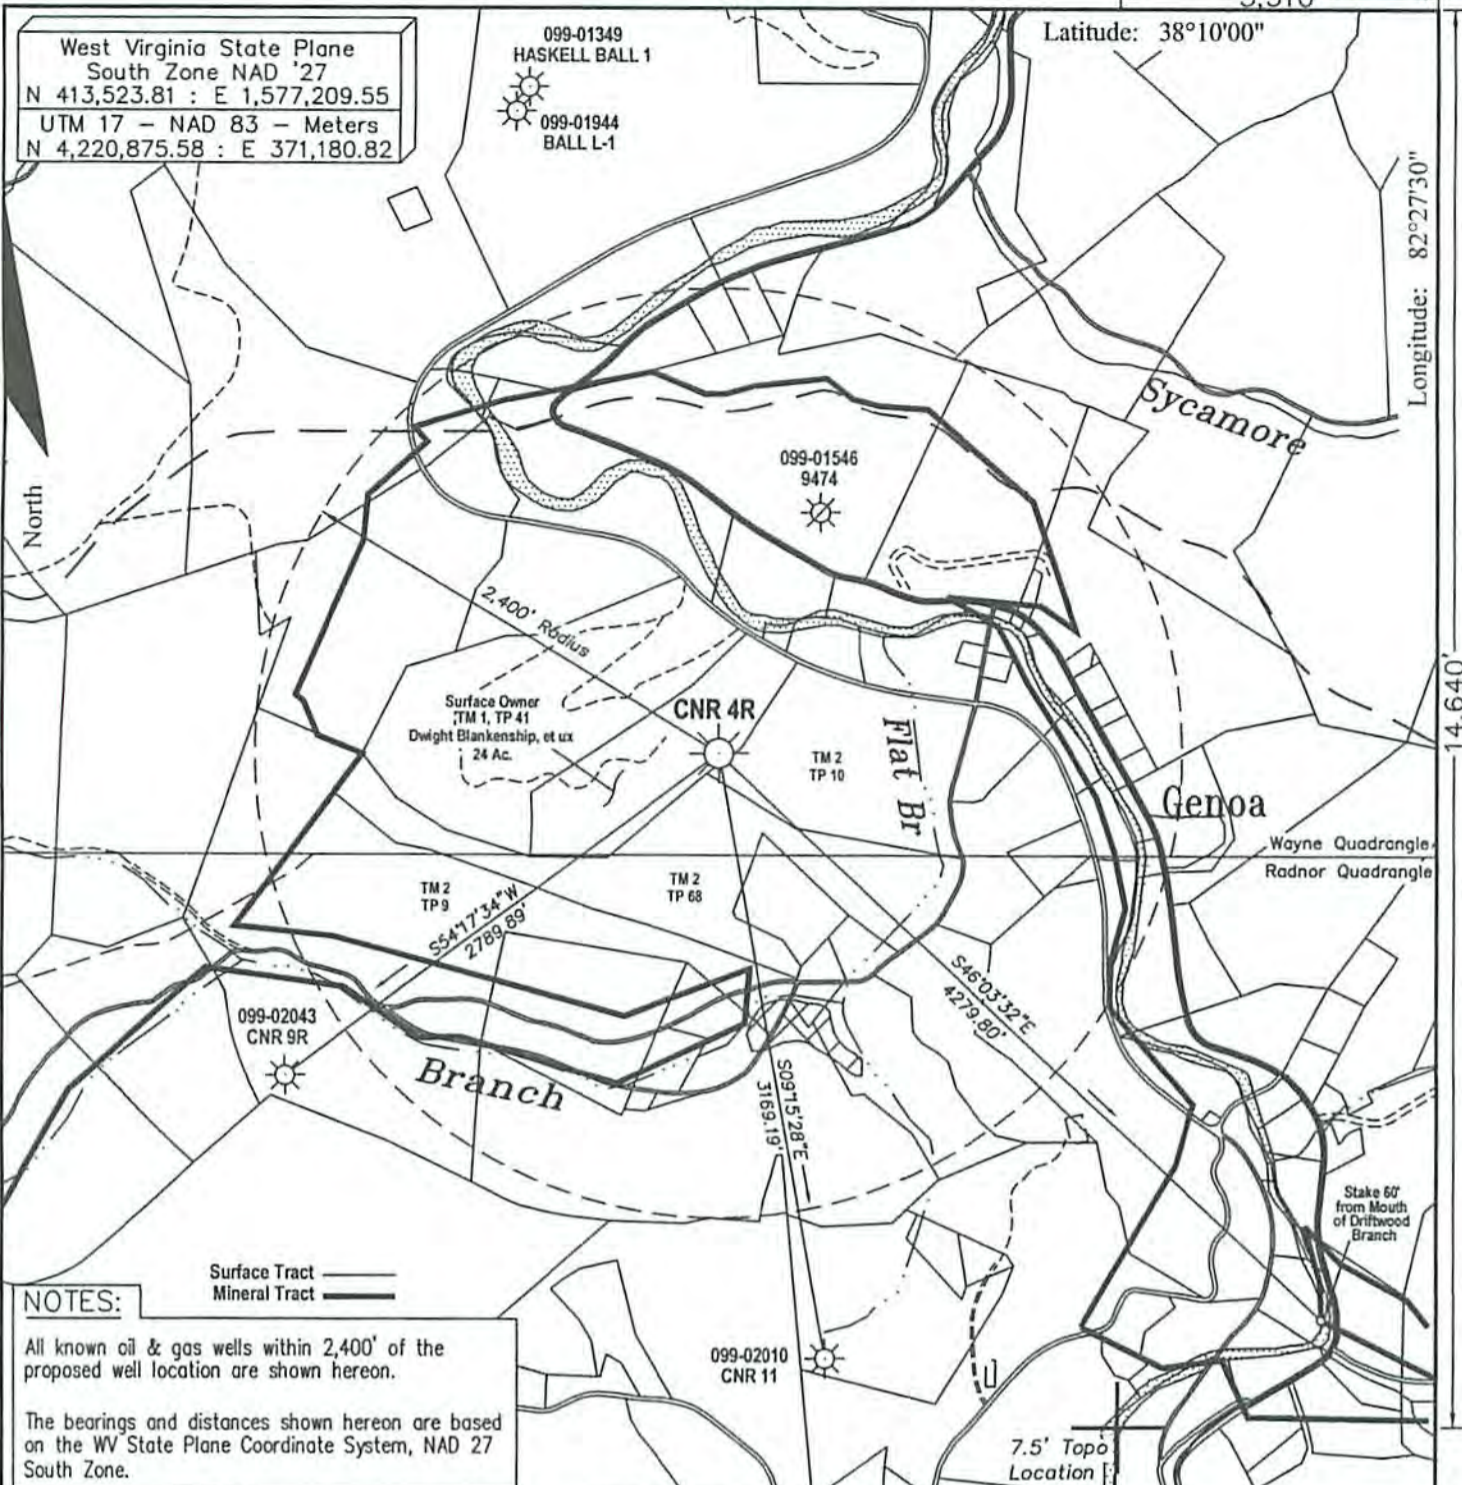 West Virginia State Plane
South Zone NAD '27
N 413,523.81 : E 1,577,209.55
UTM 17 - NAD 83 - Meters
N 4,220,875.58 : E 371,180.82
099-01349
HASKELL BALL 1
099-01944
BALL L-1
Latitude: 38°10'00"
Longitude: 82°27'30"
North
Sycamore
099-01546
9474
2,400' Radius
Surface Owner
TM 1, TP 41
Dwight Blankenship, et ux
24 Ac.
CNR 4R
TM 2
TP 10
Flat Br
14,640'
Genoa
Wayne Quadrangle
Radnor Quadrangle
TM 2
TP 9
TM 2
TP 68
S54°17'34"W
2789.89'
S46°03'32"E
4279.80'
099-02043
CNR 9R
Branch
S09°15'28"E
3169.19'
Stake 60'
from Mouth
of Driftwood
Branch
Surface Tract
Mineral Tract
NOTES:
All known oil & gas wells within 2,400' of the
proposed well location are shown hereon.
The bearings and distances shown hereon are based
on the WV State Plane Coordinate System, NAD 27
South Zone.
099-02010
CNR 11
7.5' Topo
Location